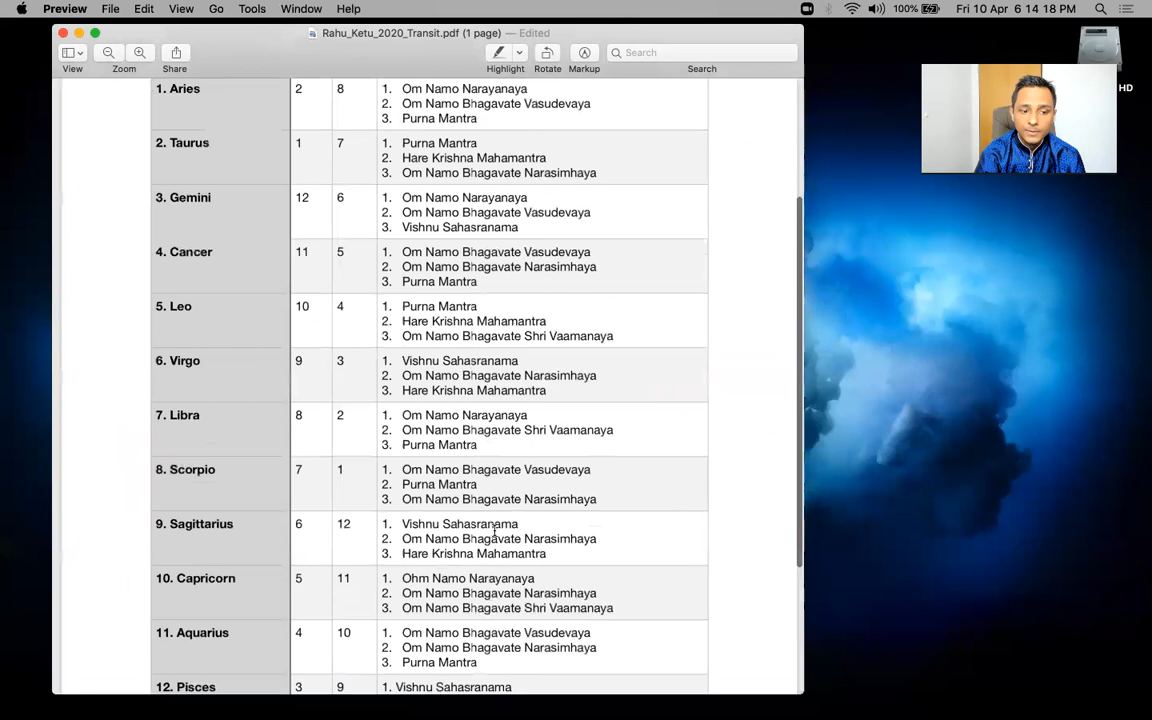 Preview File Edit View Go Tools Window Help 100% Fri 10 Apr 6 14 18 PM
Rahu_Ketu_2020_Transit.pdf (1 page) — Edited
Search
View Zoom Share Highlight Rotate Markup Search
HD
1. Aries 2 8 1. Om Namo Narayanaya
2. Om Namo Bhagavate Vasudevaya
3. Purna Mantra
2. Taurus 1 7 1. Purna Mantra
2. Hare Krishna Mahamantra
3. Om Namo Bhagavate Narasimhaya
3. Gemini 12 6 1. Om Namo Narayanaya
2. Om Namo Bhagavate Vasudevaya
3. Vishnu Sahasranama
4. Cancer 11 5 1. Om Namo Bhagavate Vasudevaya
2. Om Namo Bhagavate Narasimhaya
3. Purna Mantra
5. Leo 10 4 1. Purna Mantra
2. Hare Krishna Mahamantra
3. Om Namo Bhagavate Shri Vaamanaya
6. Virgo 9 3 1. Vishnu Sahasranama
2. Om Namo Bhagavate Narasimhaya
3. Hare Krishna Mahamantra
7. Libra 8 2 1. Om Namo Narayanaya
2. Om Namo Bhagavate Shri Vaamanaya
3. Purna Mantra
8. Scorpio 7 1 1. Om Namo Bhagavate Vasudevaya
2. Purna Mantra
3. Om Namo Bhagavate Narasimhaya
9. Sagittarius 6 12 1. Vishnu Sahasranama
2. Om Namo Bhagavate Narasimhaya
3. Hare Krishna Mahamantra
10. Capricorn 5 11 1. Ohm Namo Narayanaya
2. Om Namo Bhagavate Narasimhaya
3. Om Namo Bhagavate Shri Vaamanaya
11. Aquarius 4 10 1. Om Namo Bhagavate Vasudevaya
2. Om Namo Bhagavate Narasimhaya
3. Purna Mantra
12. Pisces 3 9 1. Vishnu Sahasranama